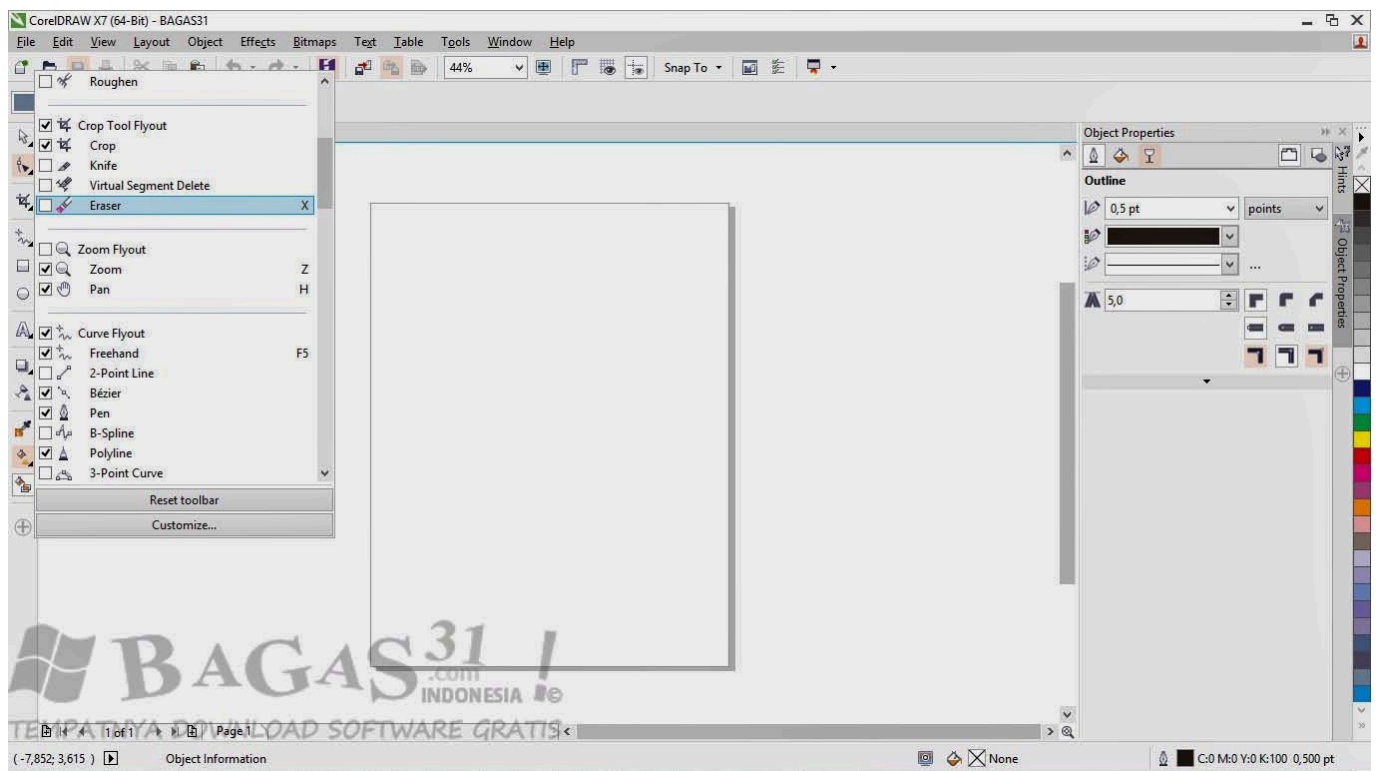 CorelDRAW X7 (64-Bit) - BAGAS31
File Edit View Layout Object Effects Bitmaps Text Table Tools Window Help
44% Snap To
Roughen
Crop Tool Flyout
Crop
Knife
Virtual Segment Delete
Eraser X
Zoom Flyout
Zoom Z
Pan H
Curve Flyout
Freehand F5
2-Point Line
Bézier
Pen
B-Spline
Polyline
3-Point Curve
Reset toolbar
Customize...
Object Properties
Outline
0,5 pt points
...
5,0
Hints
Object Properties
BAGAS31
.com
INDONESIA
TEMPATNYA DOWNLOAD SOFTWARE GRATIS
1 of 1 Page 1
( -7,852; 3,615 ) Object Information None C:0 M:0 Y:0 K:100 0,500 pt